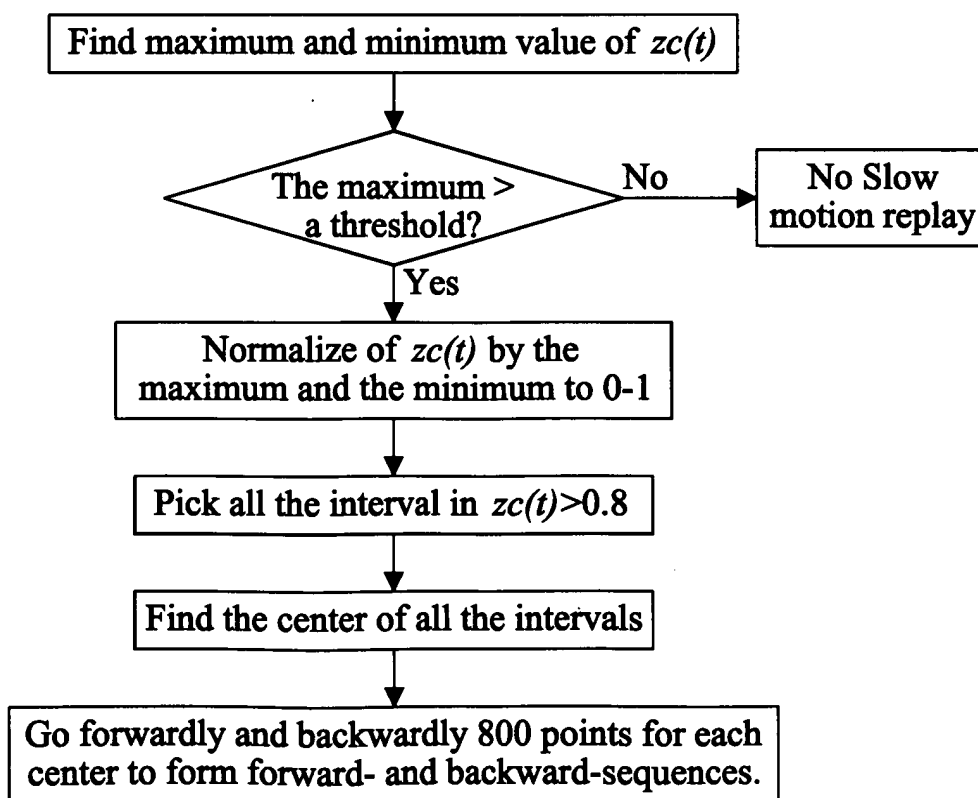 Find maximum and minimum value of zc(t)
The maximum >
a threshold?
No
No Slow
motion replay
Yes
Normalize of zc(t) by the
maximum and the minimum to 0-1
Pick all the interval in zc(t)>0.8
Find the center of all the intervals
Go forwardly and backwardly 800 points for each
center to form forward- and backward-sequences.